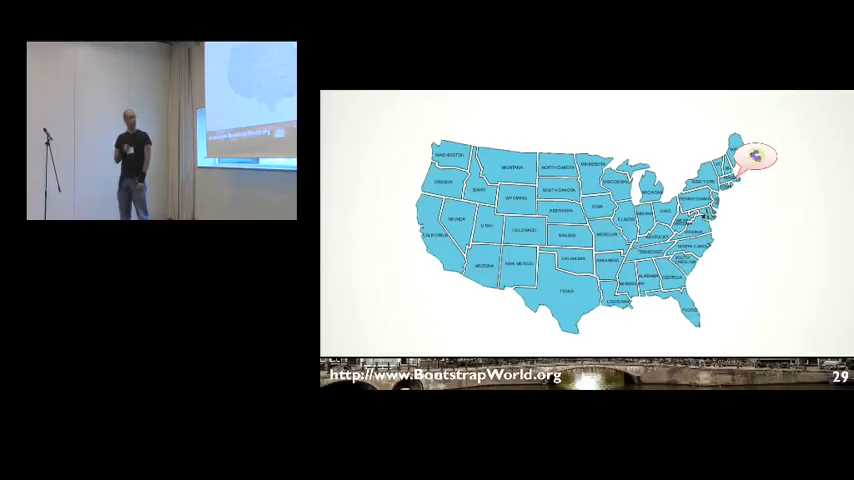 WASHINGTON
MONTANA
NORTH DAKOTA
MINNESOTA
OREGON
IDAHO
WYOMING
SOUTH DAKOTA
WISCONSIN
MICHIGAN
NEW YORK
NEVADA
UTAH
COLORADO
NEBRASKA
IOWA
ILLINOIS
INDIANA
OHIO
PENNSYLVANIA
CALIFORNIA
KANSAS
MISSOURI
KENTUCKY
VIRGINIA
ARIZONA
NEW MEXICO
OKLAHOMA
ARKANSAS
TENNESSEE
NORTH CAROLINA
SOUTH CAROLINA
TEXAS
LOUISIANA
MISSISSIPPI
ALABAMA
GEORGIA
FLORIDA
http://www.BootstrapWorld.org
29